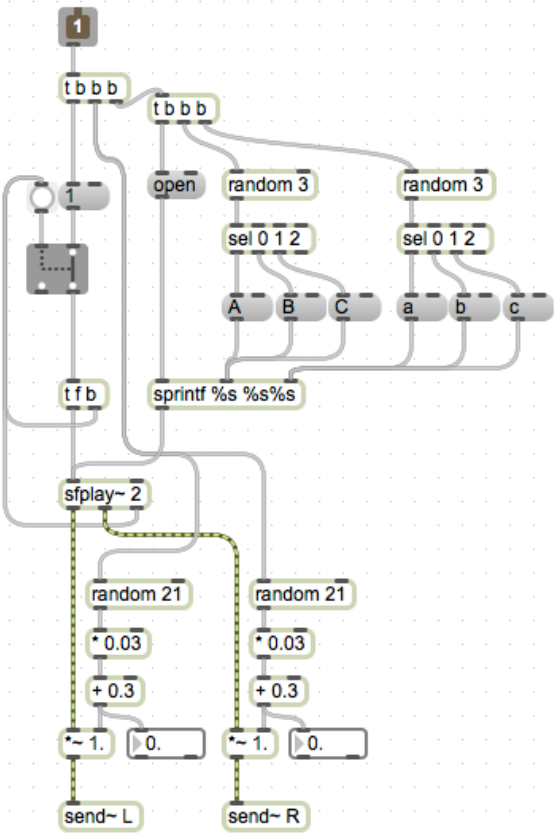 1
t b b b
t b b b
1
open
random 3
random 3
sel 0 1 2
sel 0 1 2
A
B
C
a
b
c
t f b
sprintf %s %s%s
sfplay~ 2
random 21
random 21
* 0.03
* 0.03
+ 0.3
+ 0.3
*~ 1.
0.
*~ 1.
0.
send~ L
send~ R